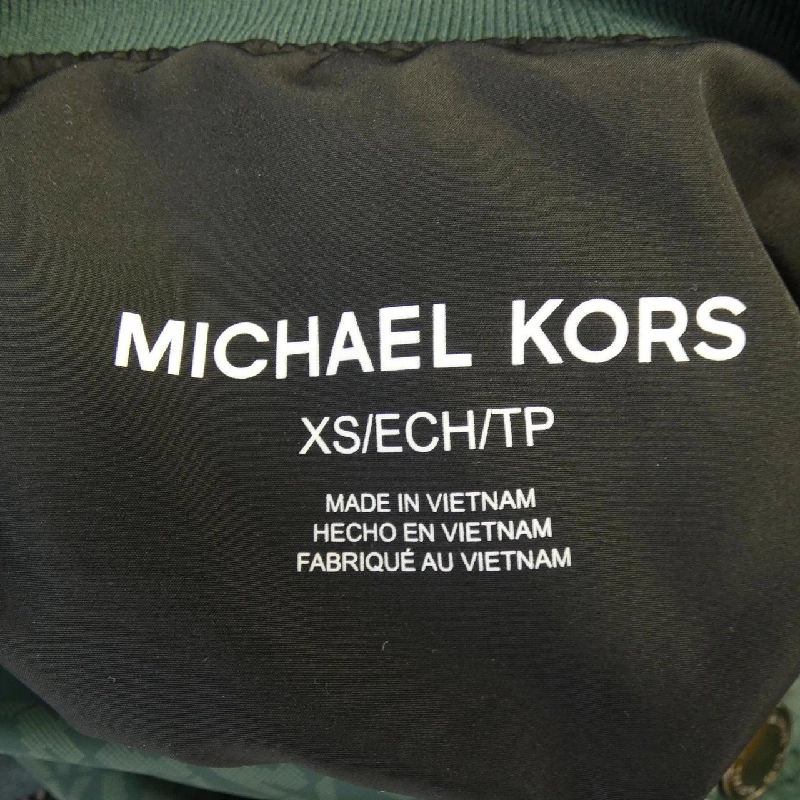 MICHAEL KORS
XS/ECH/TP
MADE IN VIETNAM
HECHO EN VIETNAM
FABRIQUÉ AU VIETNAM